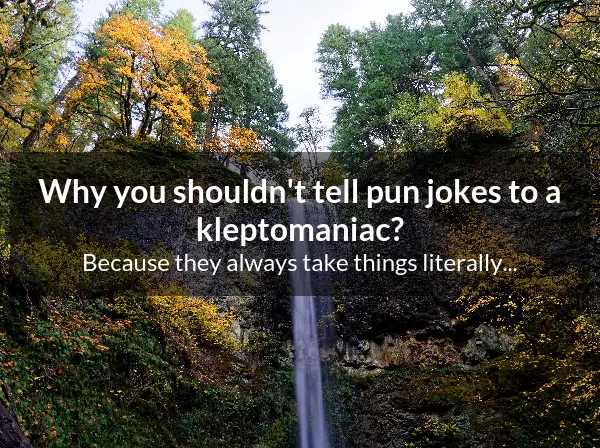 Why you shouldn't tell pun jokes to a
kleptomaniac?
Because they always take things literally...